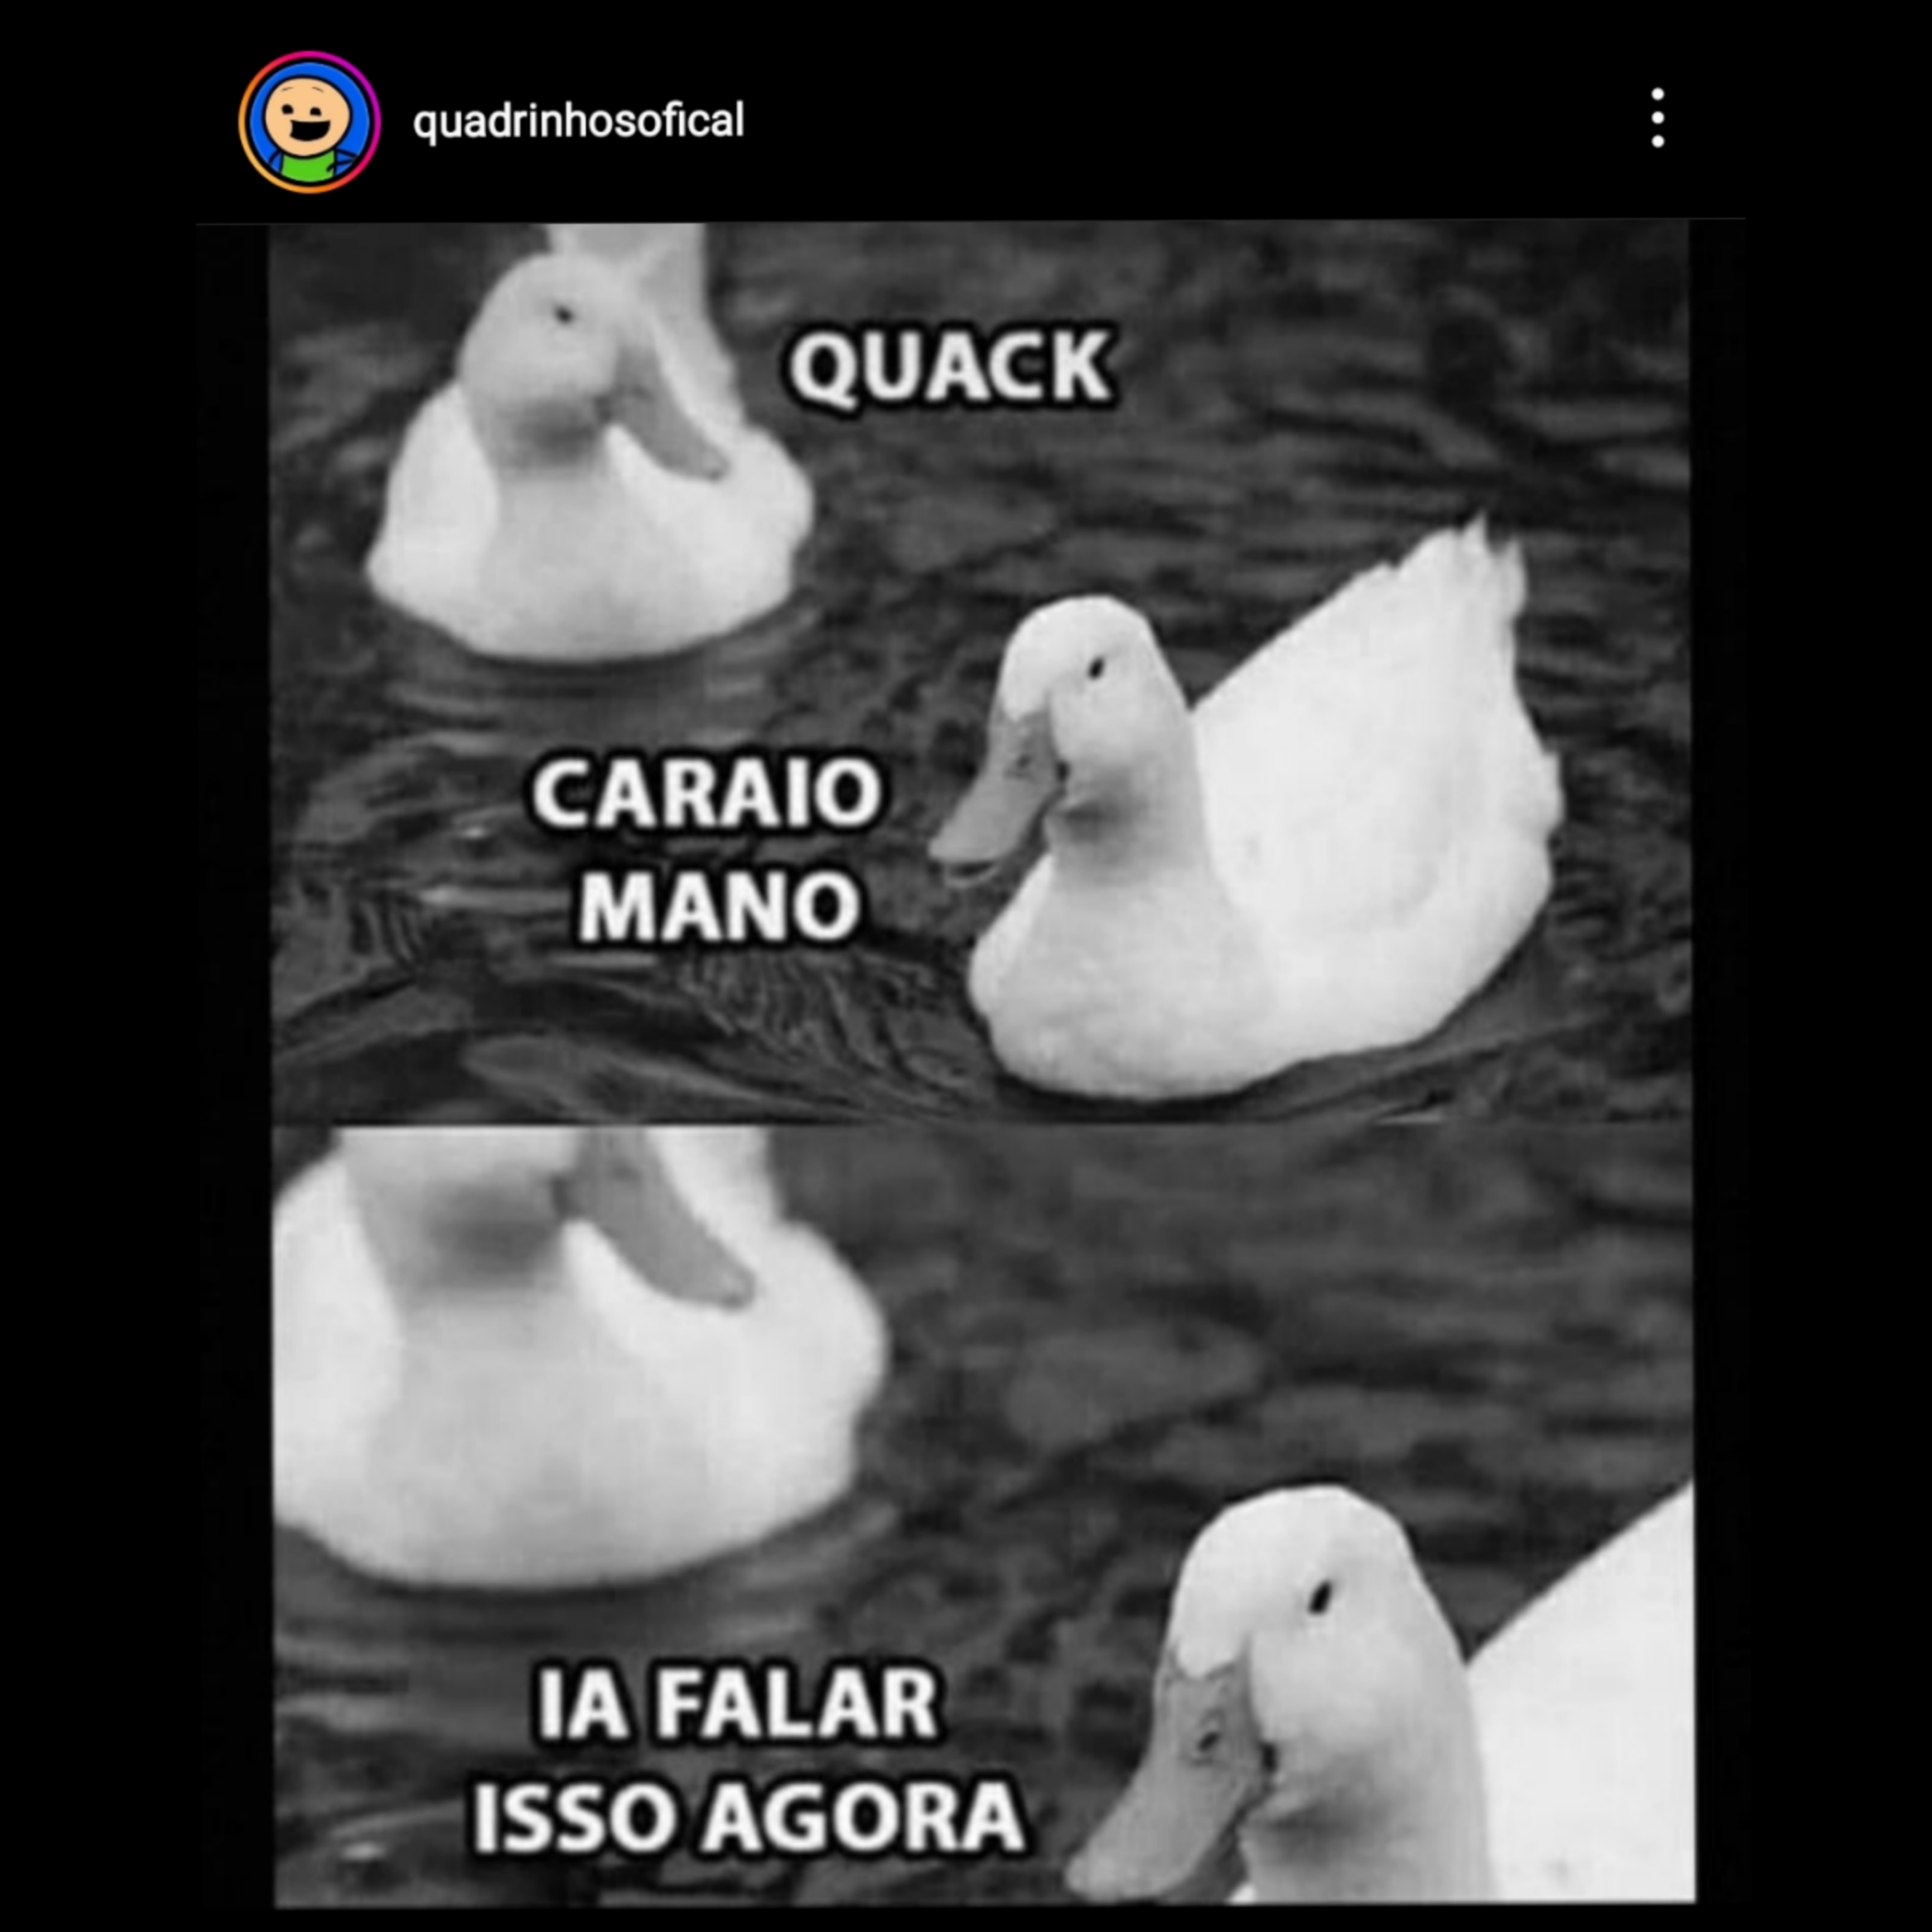 quadrinhosofical
QUACK
CARAIO
MANO
IA FALAR
ISSO AGORA